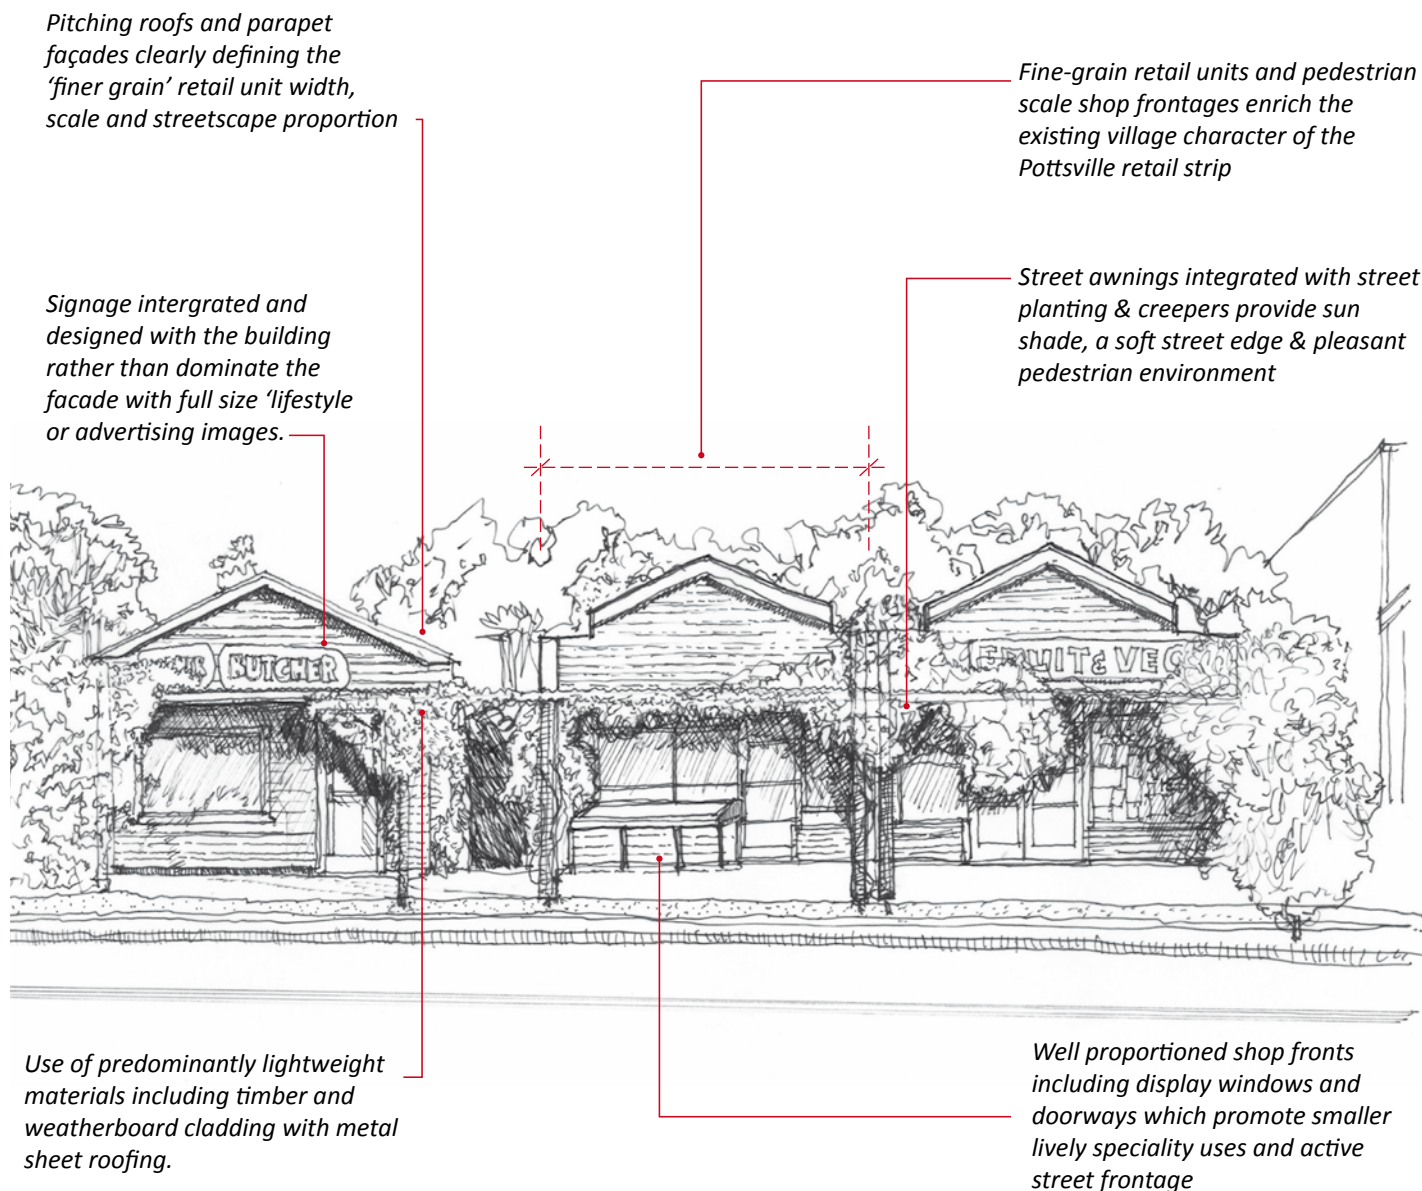 Pitching roofs and parapet
façades clearly defining the
‘finer grain’ retail unit width,
scale and streetscape proportion
Fine-grain retail units and pedestrian
scale shop frontages enrich the
existing village character of the
Pottsville retail strip
Signage intergrated and
designed with the building
rather than dominate the
facade with full size ‘lifestyle
or advertising images.
Street awnings integrated with street
planting & creepers provide sun
shade, a soft street edge & pleasant
pedestrian environment
BUTCHER
FRUIT & VEG
Use of predominantly lightweight
materials including timber and
weatherboard cladding with metal
sheet roofing.
Well proportioned shop fronts
including display windows and
doorways which promote smaller
lively speciality uses and active
street frontage